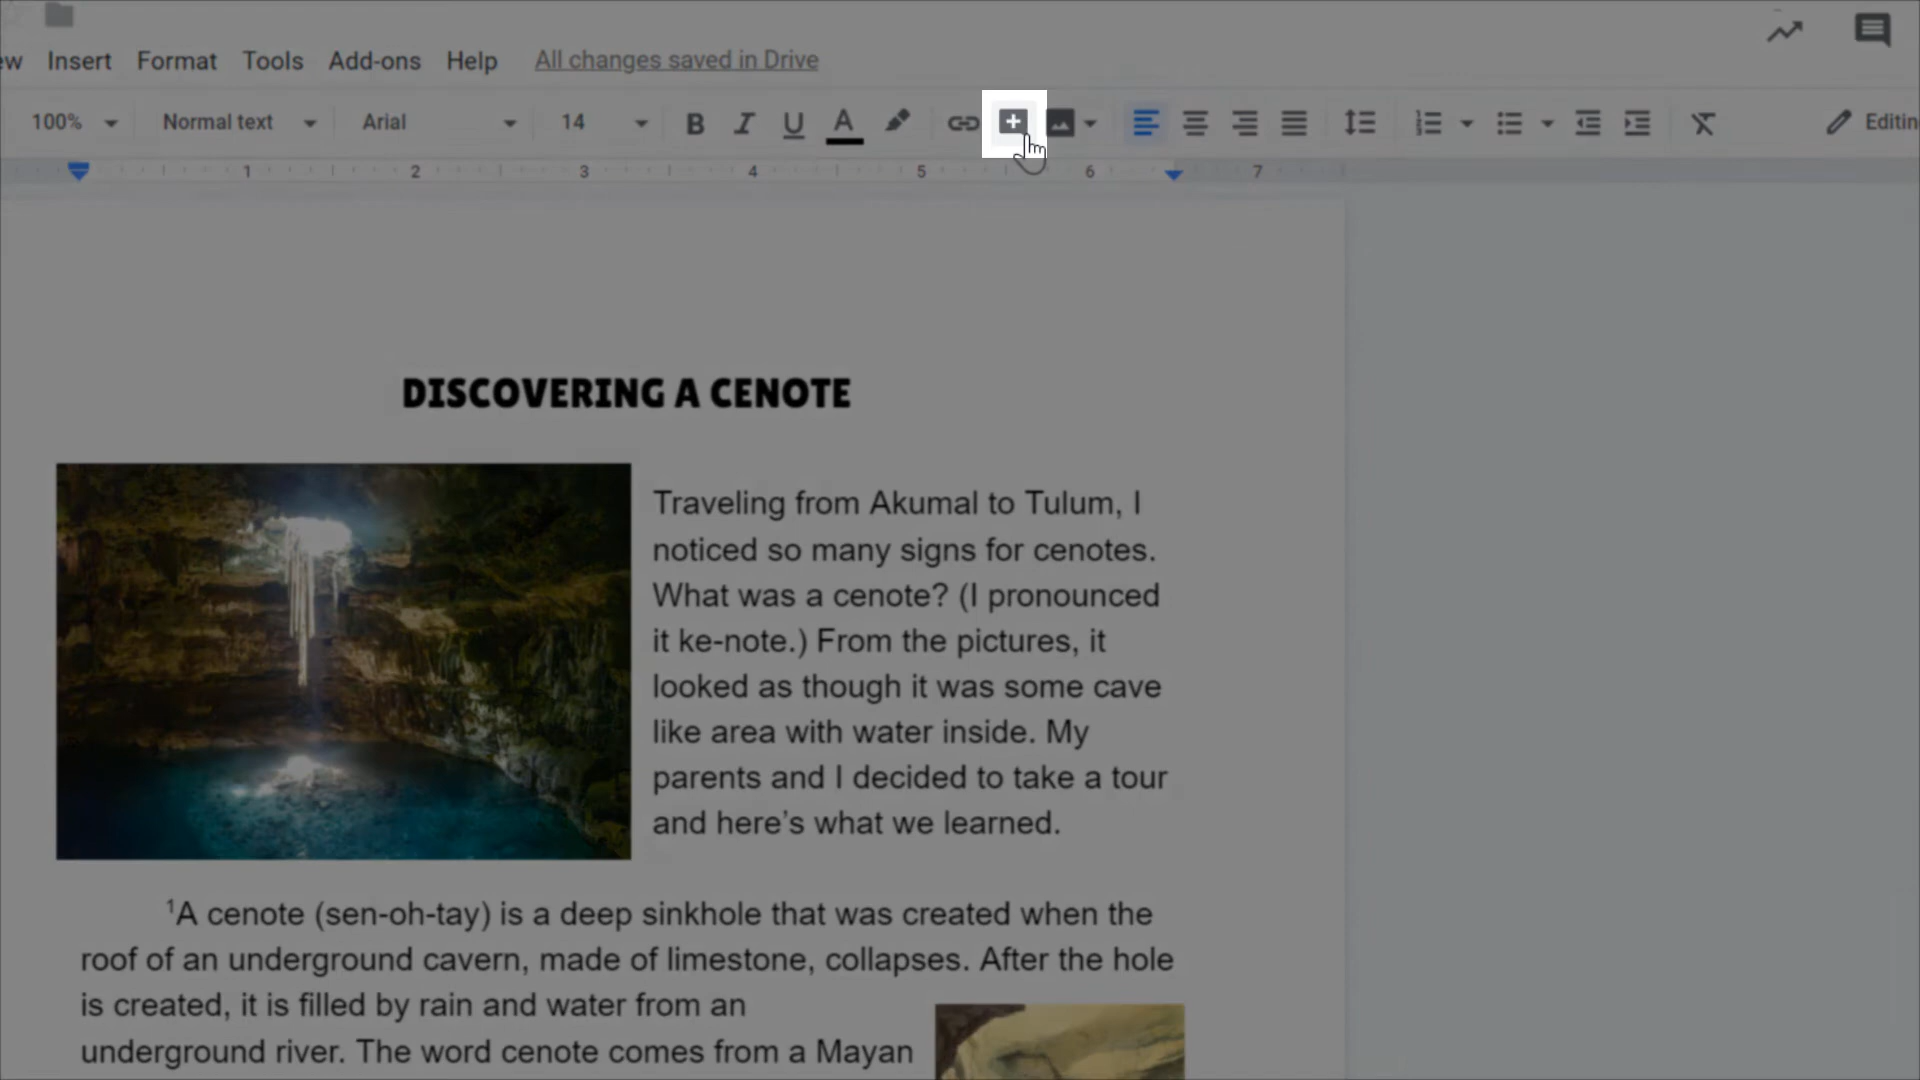 Insert Format Tools Add-ons Help All changes saved in Drive
100% Normal text Arial 14 B I U A
1 2 3 4 5 6 7
DISCOVERING A CENOTE
Traveling from Akumal to Tulum, I
noticed so many signs for cenotes.
What was a cenote? (I pronounced
it ke-note.) From the pictures, it
looked as though it was some cave
like area with water inside. My
parents and I decided to take a tour
and here's what we learned.
¹A cenote (sen-oh-tay) is a deep sinkhole that was created when the
roof of an underground cavern, made of limestone, collapses. After the hole
is created, it is filled by rain and water from an
underground river. The word cenote comes from a Mayan